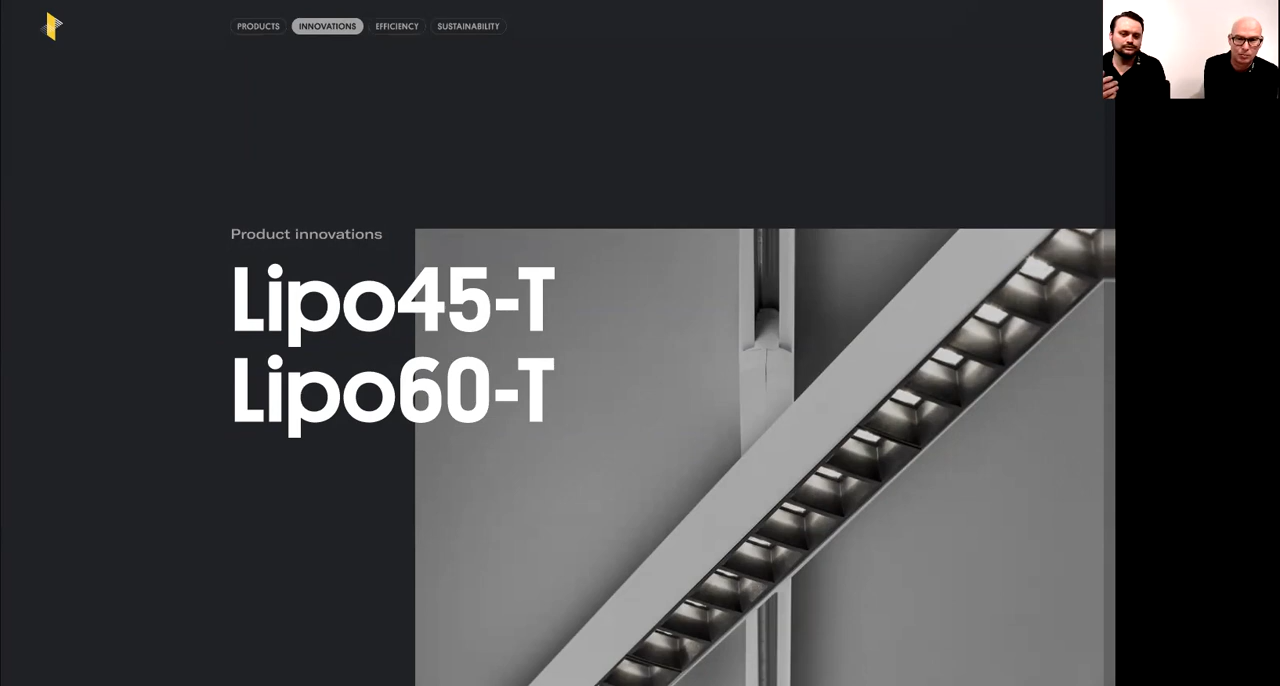 PRODUCTS
INNOVATIONS
EFFICIENCY
SUSTAINABILITY
Product innovations
Lipo45-T
Lipo60-T